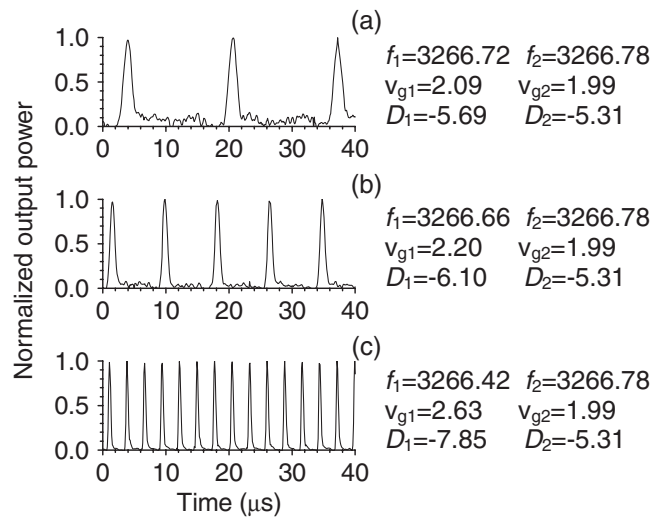 (a)
1.0
0.5
0.0
0 10 20 30 40
f1=3266.72 f2=3266.78
vg1=2.09 vg2=1.99
D1=-5.69 D2=-5.31
(b)
1.0
0.5
0.0
0 10 20 30 40
f1=3266.66 f2=3266.78
vg1=2.20 vg2=1.99
D1=-6.10 D2=-5.31
(c)
1.0
0.5
0.0
0 10 20 30 40
f1=3266.42 f2=3266.78
vg1=2.63 vg2=1.99
D1=-7.85 D2=-5.31
Normalized output power
Time (μs)